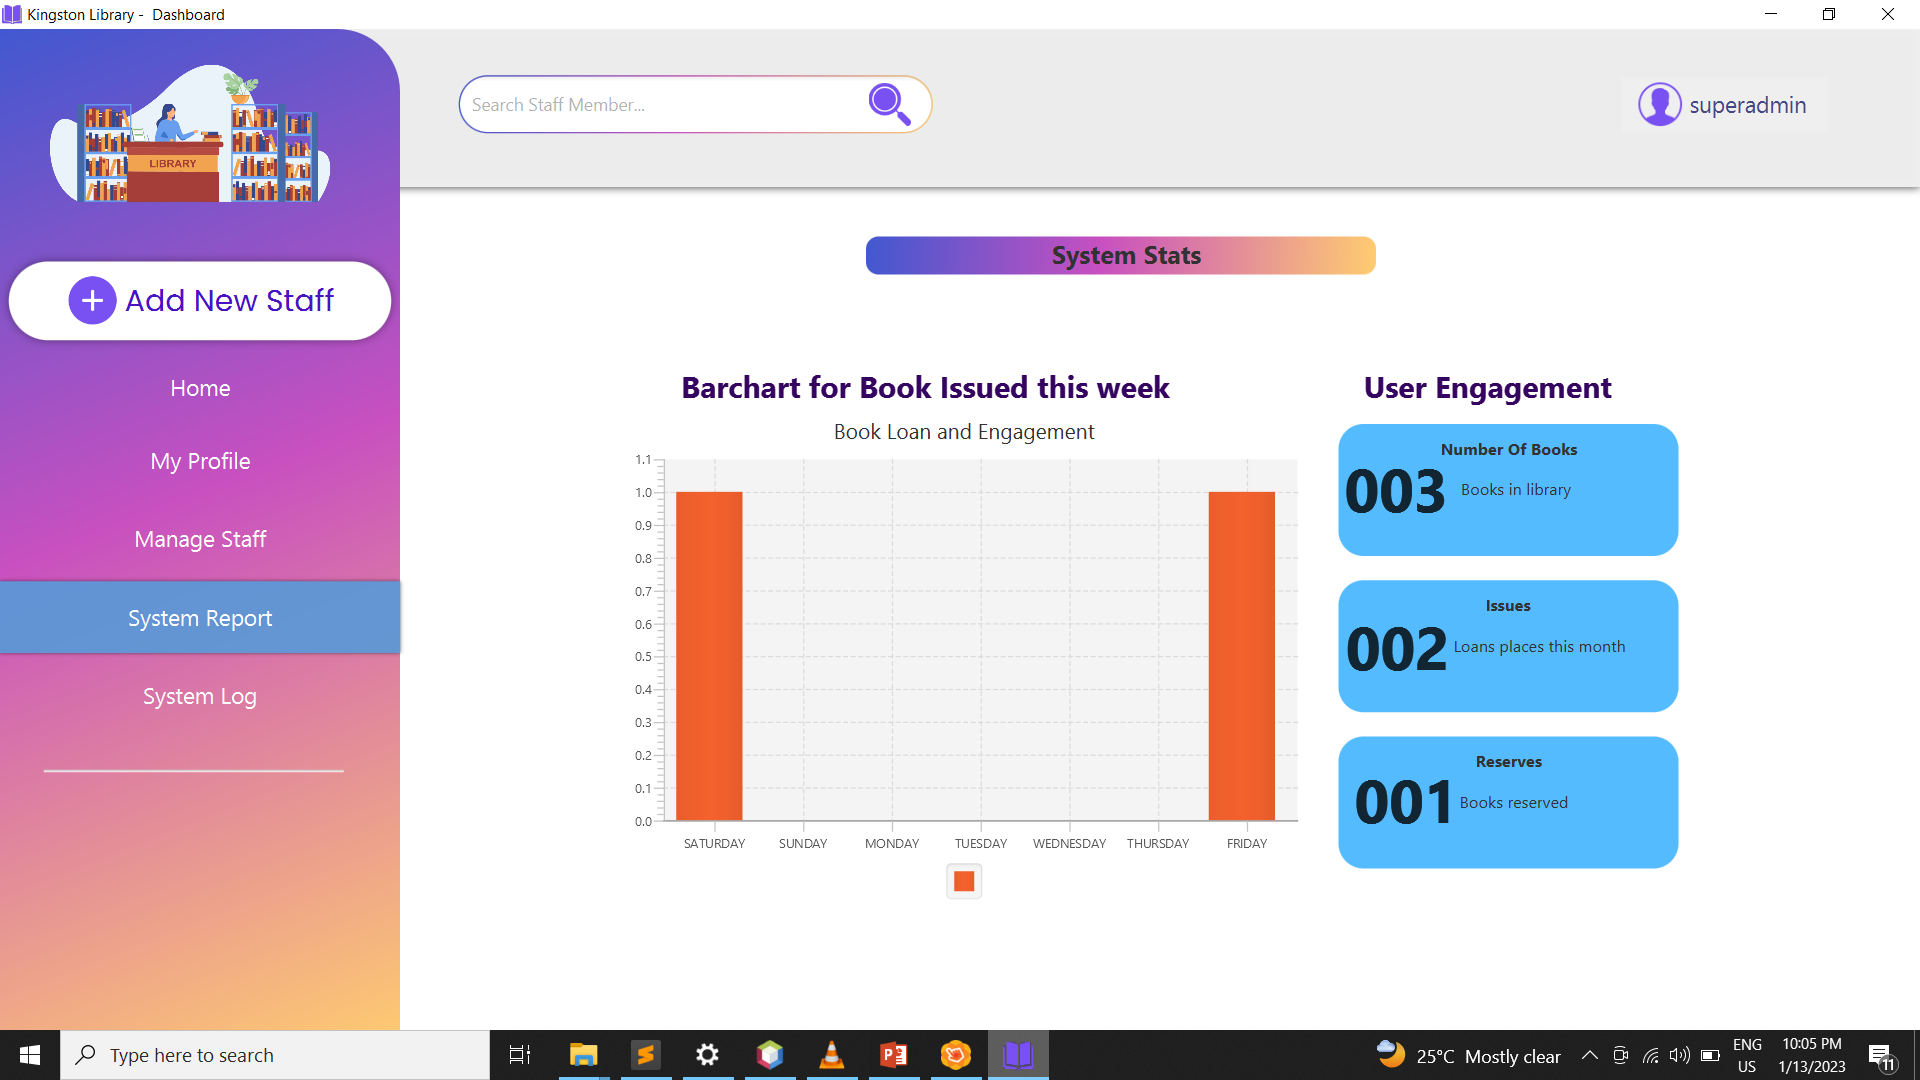 Kingston Library -  Dashboard
LIBRARY
Search Staff Member...
superadmin
Add New Staff
Home
My Profile
Manage Staff
System Report
System Log
System Stats
Barchart for Book Issued this week
Book Loan and Engagement
1.1
1.0
0.9
0.8
0.7
0.6
0.5
0.4
0.3
0.2
0.1
0.0
SATURDAY SUNDAY MONDAY TUESDAY WEDNESDAY THURSDAY FRIDAY
User Engagement
Number Of Books
003 Books in library
Issues
002 Loans places this month
Reserves
001 Books reserved
Type here to search
25°C Mostly clear
ENG
US
10:05 PM
1/13/2023
11